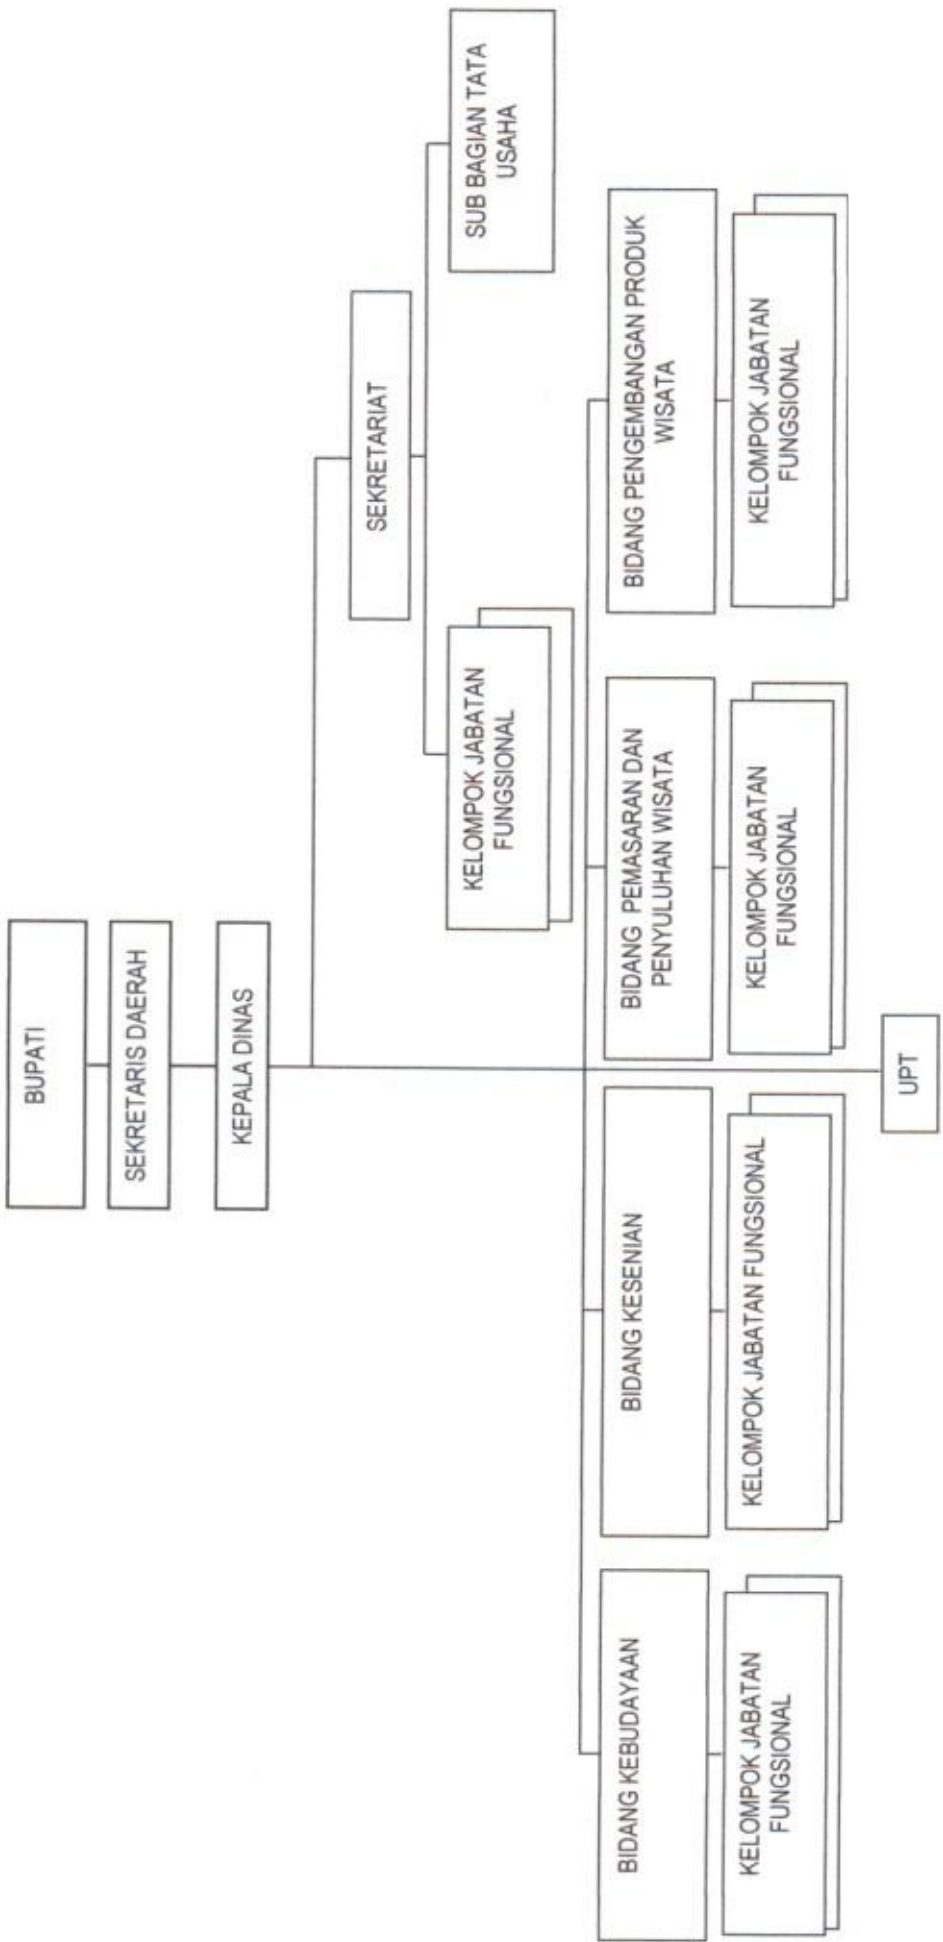 BUPATI
SEKRETARIS DAERAH
KEPALA DINAS
SEKRETARIAT
KELOMPOK JABATAN
FUNGSIONAL
SUB BAGIAN TATA
USAHA
BIDANG KEBUDAYAAN
BIDANG KESENIAN
BIDANG PEMASARAN DAN
PENYULUHAN WISATA
BIDANG PENGEMBANGAN PRODUK
WISATA
KELOMPOK JABATAN
FUNGSIONAL
KELOMPOK JABATAN FUNGSIONAL
KELOMPOK JABATAN
FUNGSIONAL
KELOMPOK JABATAN
FUNGSIONAL
UPT